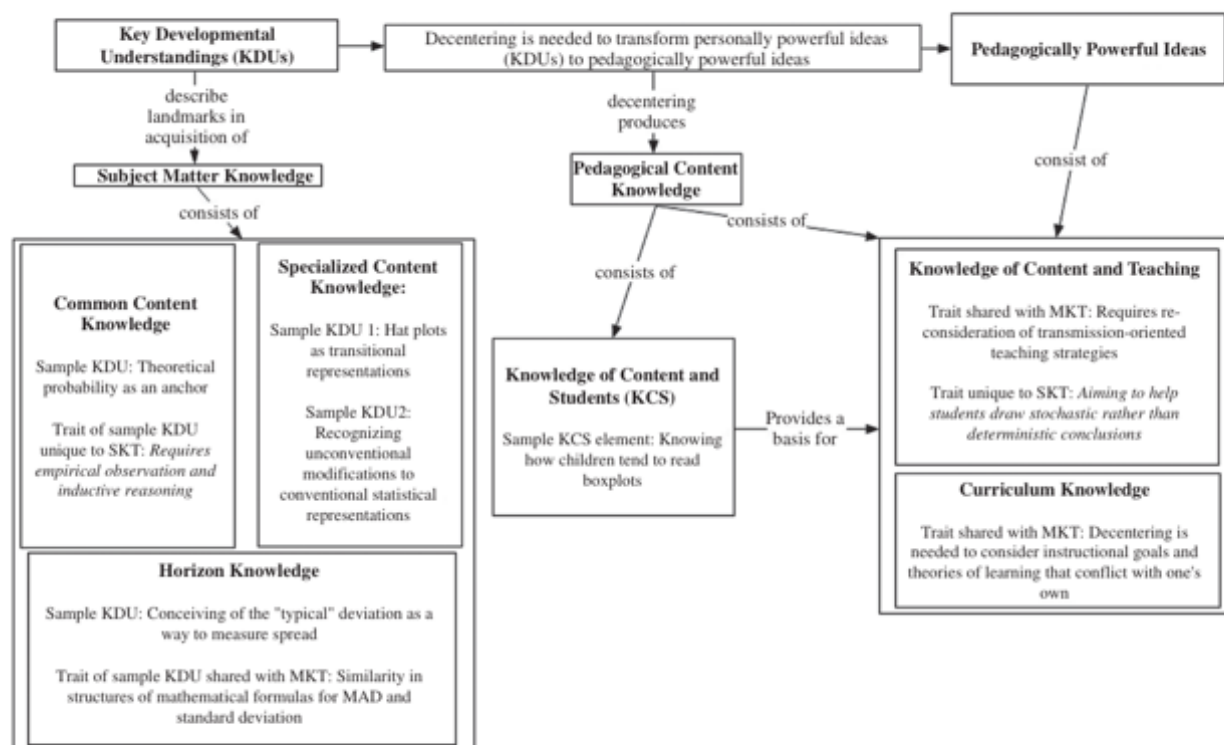 Key Developmental
Understandings (KDUs)
Decentering is needed to transform personally powerful ideas
(KDUs) to pedagogically powerful ideas
Pedagogically Powerful Ideas
describe
landmarks in
acquisition of
decentering
produces
consist of
Subject Matter Knowledge
Pedagogical Content
Knowledge
consists of
consists of
consists of
Common Content
Knowledge
Sample KDU: Theoretical
probability as an anchor
Trait of sample KDU
unique to SKT: Requires
empirical observation and
inductive reasoning
Specialized Content
Knowledge:
Sample KDU 1: Hat plots
as transitional
representations
Sample KDU2:
Recognizing
unconventional
modifications to
conventional statistical
representations
Horizon Knowledge
Sample KDU: Conceiving of the "typical" deviation as a
way to measure spread
Trait of sample KDU shared with MKT: Similarity in
structures of mathematical formulas for MAD and
standard deviation
Knowledge of Content and
Students (KCS)
Sample KCS element: Knowing
how children tend to read
boxplots
Provides a
basis for
Knowledge of Content and Teaching
Trait shared with MKT: Requires re-
consideration of transmission-oriented
teaching strategies
Trait unique to SKT: Aiming to help
students draw stochastic rather than
deterministic conclusions
Curriculum Knowledge
Trait shared with MKT: Decentering is
needed to consider instructional goals and
theories of learning that conflict with one's
own